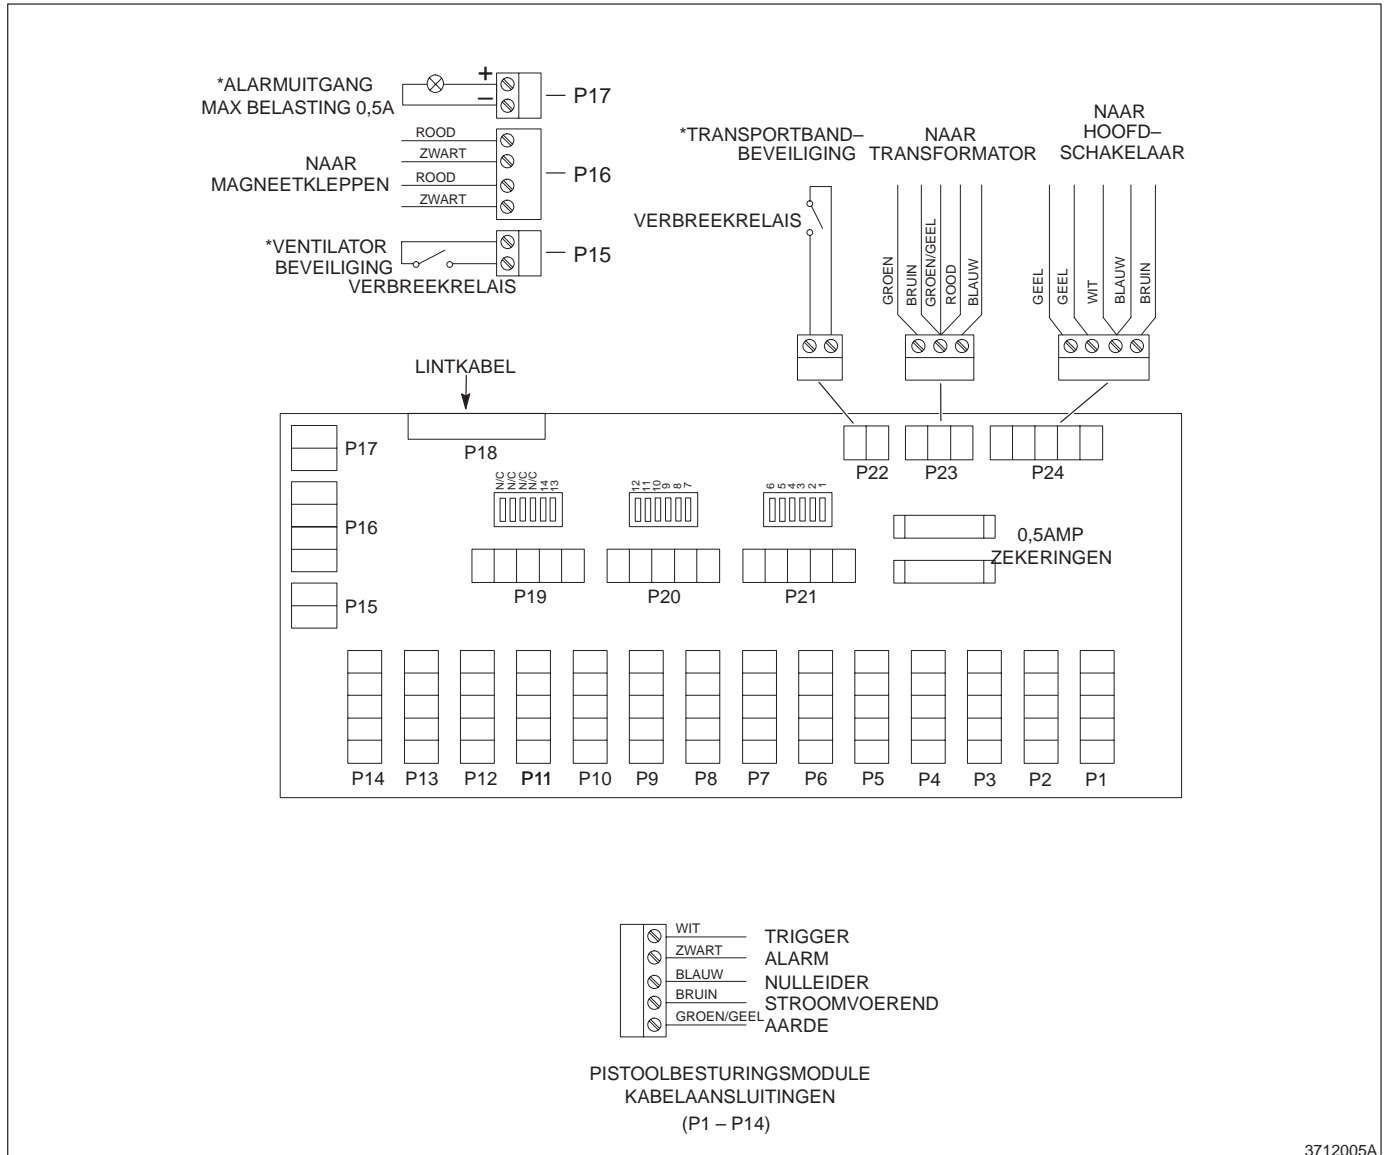 *ALARMUITGANG
MAX BELASTING 0,5A
+
–
P17
NAAR
MAGNEETKLEPPEN
ROOD
ZWART
ROOD
ZWART
P16
*VENTILATOR
BEVEILIGING
VERBREEKRELAIS
P15
*TRANSPORTBAND–
BEVEILIGING
VERBREEKRELAIS
NAAR
TRANSFORMATOR
GROEN
BRUIN
GROEN/GEEL
ROOD
BLAUW
NAAR
HOOFD–
SCHAKELAAR
GEEL
GEEL
WIT
BLAUW
BRUIN
LINTKABEL
P17
P18
P22
P23
P24
N/C
N/C
N/C
N/C
14
13
12
11
10
9
8
7
6
5
4
3
2
1
P16
0,5AMP
ZEKERINGEN
P15
P19
P20
P21
P14
P13
P12
P11
P10
P9
P8
P7
P6
P5
P4
P3
P2
P1
WIT
TRIGGER
ZWART
ALARM
BLAUW
NULLEIDER
BRUIN
STROOMVOEREND
GROEN/GEEL
AARDE
PISTOOLBESTURINGSMODULE
KABELAANSLUITINGEN
(P1 – P14)
3712005A